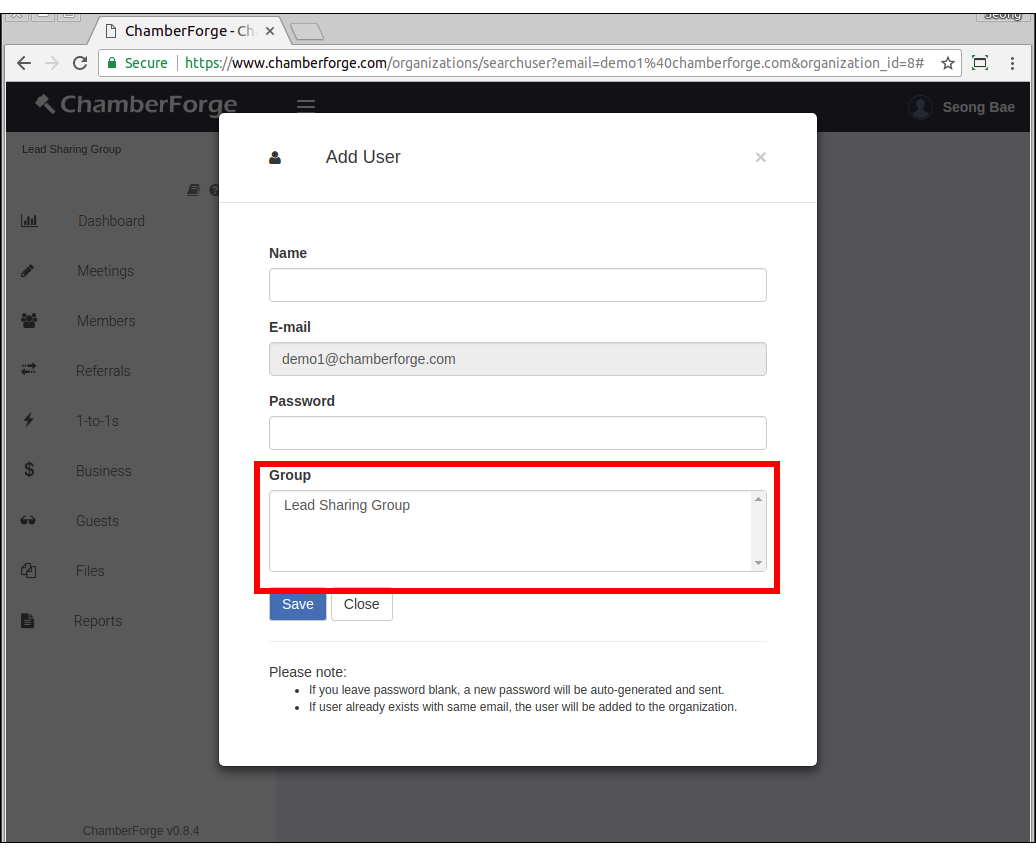 Seong
ChamberForge - Ch
Secure https://www.chamberforge.com/organizations/searchuser?email=demo1%40chamberforge.com&organization_id=8#
ChamberForge
Seong Bae
Lead Sharing Group
Add User
×
Dashboard
Meetings
Members
Referrals
1-to-1s
Business
Guests
Files
Reports
Name
E-mail
demo1@chamberforge.com
Password
Group
Lead Sharing Group
Save Close
Please note:
• If you leave password blank, a new password will be auto-generated and sent.
• If user already exists with same email, the user will be added to the organization.
ChamberForge v0.8.4